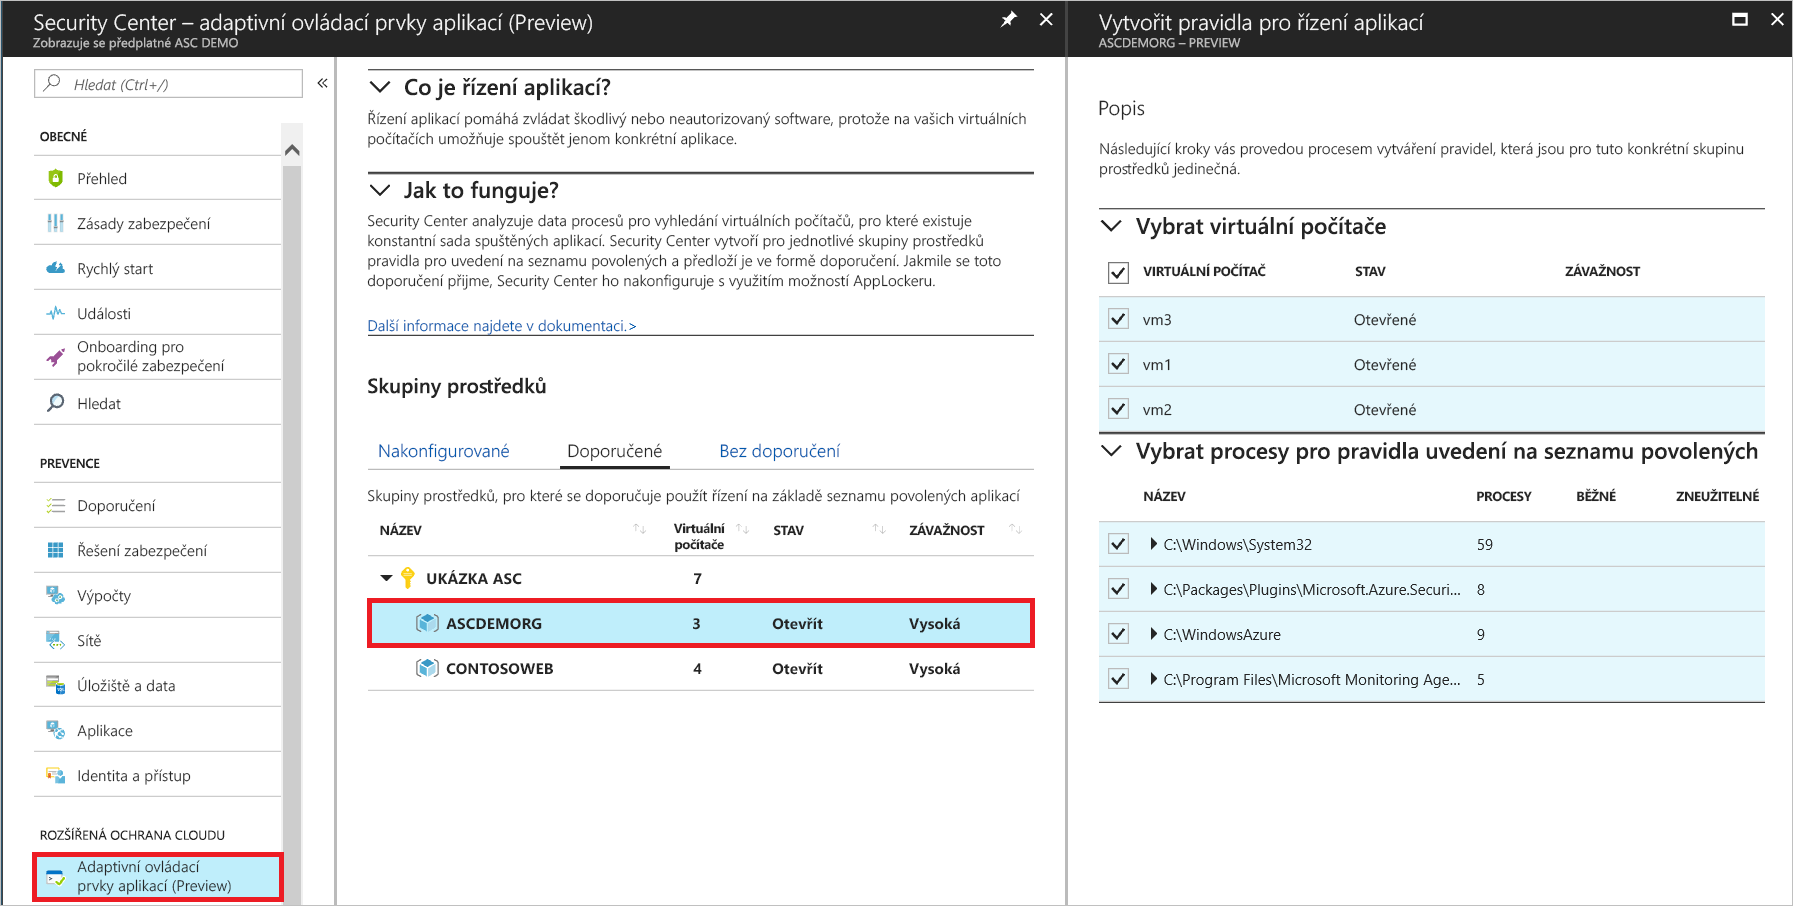 Security Center – adaptivní ovládací prvky aplikací (Preview)
Zobrazuje se předplatné ASC DEMO
Hledat (Ctrl+/)
«
OBECNÉ
Přehled
Zásady zabezpečení
Rychlý start
Události
Onboarding pro
pokročilé zabezpečení
Hledat
PREVENCE
Doporučení
Řešení zabezpečení
Výpočty
Sítě
Úložiště a data
Aplikace
Identita a přístup
ROZŠÍŘENÁ OCHRANA CLOUDU
Adaptivní ovládací
prvky aplikací (Preview)
Co je řízení aplikací?
Řízení aplikací pomáhá zvládat škodlivý nebo neautorizovaný software, protože na vašich virtuálních
počítačích umožňuje spouštět jenom konkrétní aplikace.
Jak to funguje?
Security Center analyzuje data procesů pro vyhledání virtuálních počítačů, pro které existuje
konstantní sada spuštěných aplikací. Security Center vytvoří pro jednotlivé skupiny prostředků
pravidla pro uvedení na seznamu povolených a předloží je ve formě doporučení. Jakmile se toto
doporučení přijme, Security Center ho nakonfiguruje s využitím možností AppLockeru.
Další informace najdete v dokumentaci.>
Skupiny prostředků
Nakonfigurované Doporučené Bez doporučení
Skupiny prostředků, pro které se doporučuje použít řízení na základě seznamu povolených aplikací
NÁZEV Virtuální počítače STAV ZÁVAŽNOST
UKÁZKA ASC 7
ASCDEMORG 3 Otevřít Vysoká
CONTOSOWEB 4 Otevřít Vysoká
Vytvořit pravidla pro řízení aplikací
ASCDEMORG – PREVIEW
Popis
Následující kroky vás provedou procesem vytváření pravidel, která jsou pro tuto konkrétní skupinu
prostředků jedinečná.
Vybrat virtuální počítače
VIRTUÁLNÍ POČÍTAČ STAV ZÁVAŽNOST
vm3 Otevřené
vm1 Otevřené
vm2 Otevřené
Vybrat procesy pro pravidla uvedení na seznamu povolených
NÁZEV PROCESY BĚŽNÉ ZNEUŽITELNÉ
C:\Windows\System32 59
C:\Packages\Plugins\Microsoft.Azure.Securi... 8
C:\WindowsAzure 9
C:\Program Files\Microsoft Monitoring Age... 5